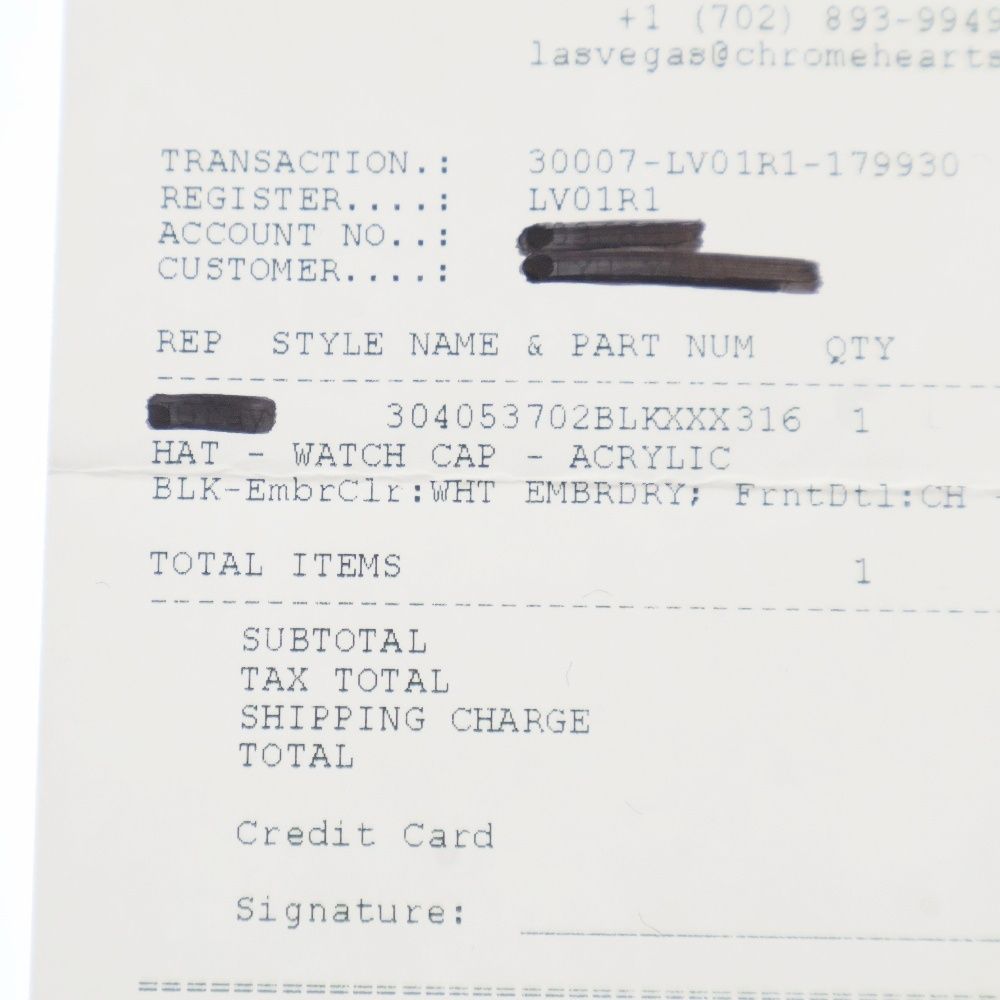 +1 (702) 893-9949
lasvegas@chromehearts
TRANSACTION.: 30007-LV01R1-179930
REGISTER....: LV01R1
ACCOUNT NO..:
CUSTOMER....:
REP STYLE NAME & PART NUM QTY
304053702BLKXXX316 1
HAT - WATCH CAP - ACRYLIC
BLK-EmbrClr:WHT EMBRDRY; FrntDtl:CH -
TOTAL ITEMS 1
SUBTOTAL
TAX TOTAL
SHIPPING CHARGE
TOTAL
Credit Card
Signature: